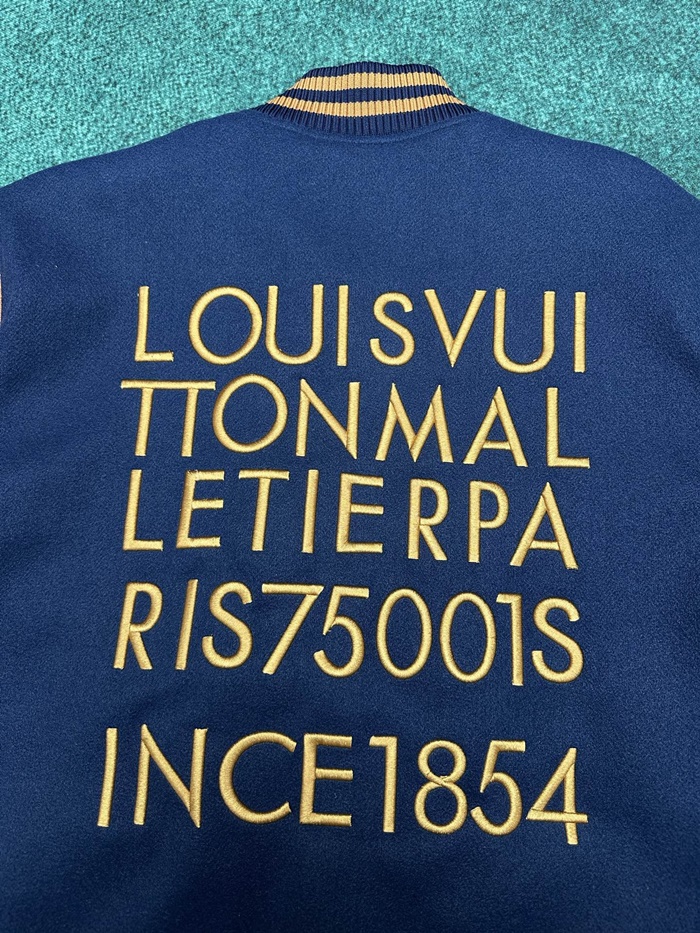 LOUISVUI
TTONMAL
LETIERPA
RIS75001S
INCE1854